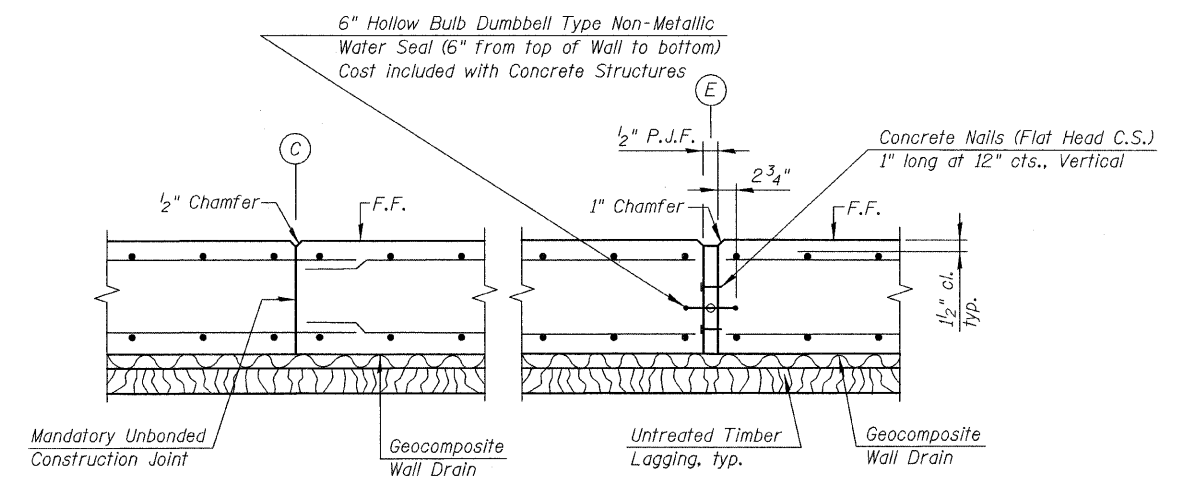 6" Hollow Bulb Dumbbell Type Non-Metallic
Water Seal (6" from top of Wall to bottom)
Cost included with Concrete Structures
E
C
1/2" P.J.F.
Concrete Nails (Flat Head C.S.)
1" long at 12" cts., Vertical
2 3/4"
1/2" Chamfer
F.F.
1" Chamfer
F.F.
1 1/2" cl.
typ.
Mandatory Unbonded
Construction Joint
Geocomposite
Wall Drain
Untreated Timber
Lagging, typ.
Geocomposite
Wall Drain